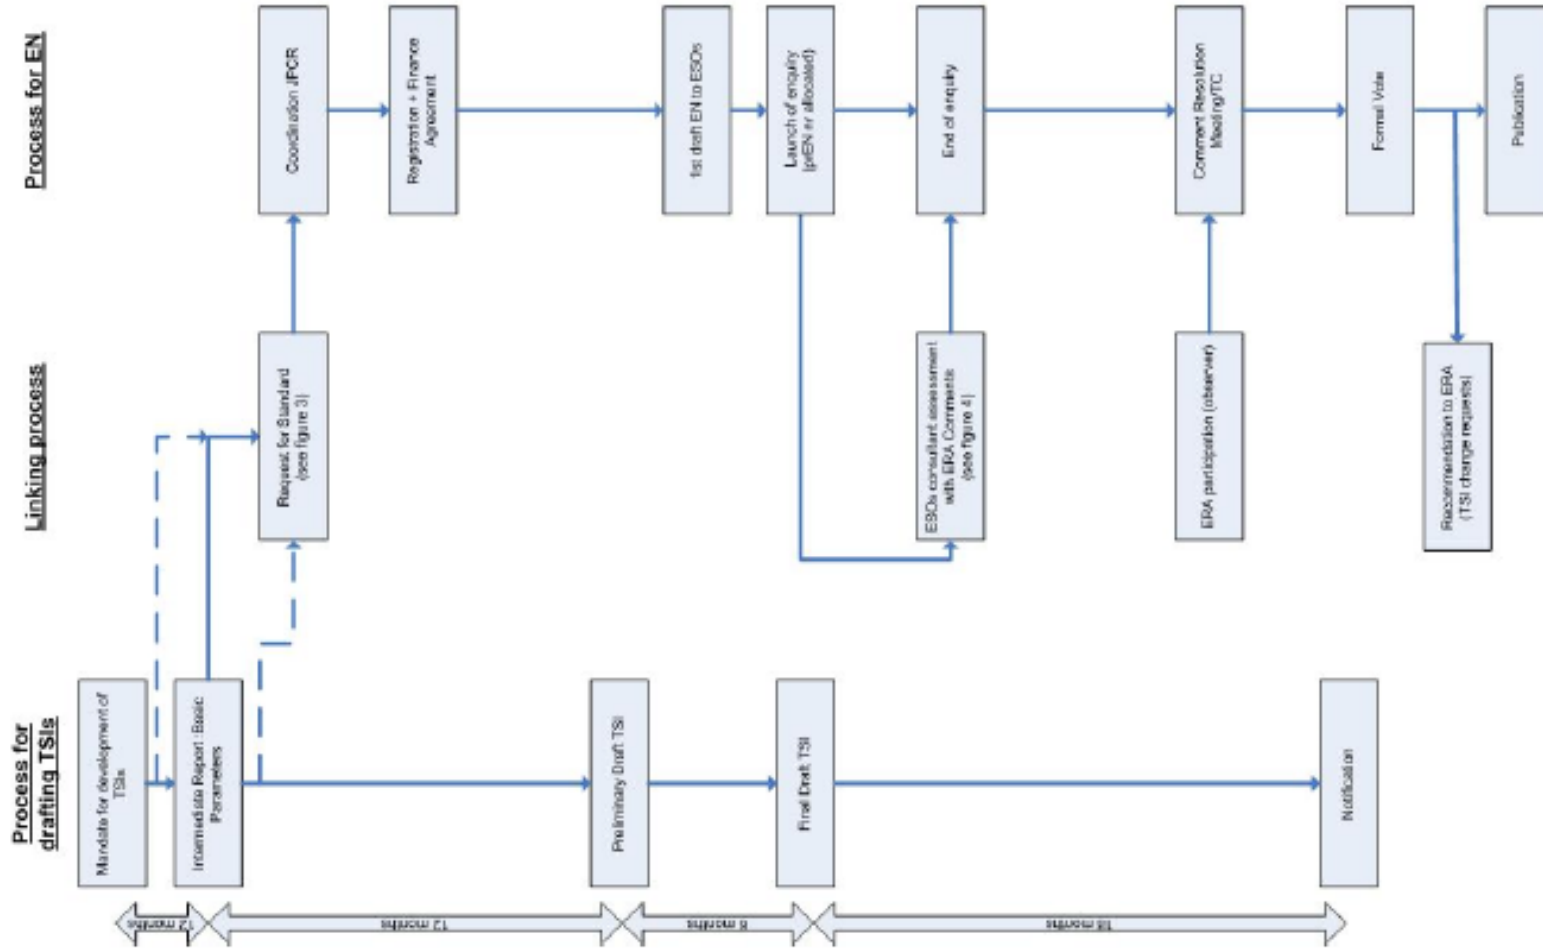 Process for
drafting TSIs
Linking process
Process for EN
Mandate for development of
TSIs
Intermediate Report: Basic
Parameters
Preliminary Draft TSI
Final Draft TSI
Notification
12 months
12 months
6 months
18 months
Request for Standard
(see figure 3)
ESOs consultant assessment
with ERA Comments
(see figure 4)
ERA participation (observer)
Recommendation to ERA
(TSI change requests)
Coordination JPCR
Registration + Finance
Agreement
1st draft EN to ESOs
Launch of enquiry
(prEN nr allocated)
End of enquiry
Comment Resolution
Meeting/TC
Formal Vote
Publication